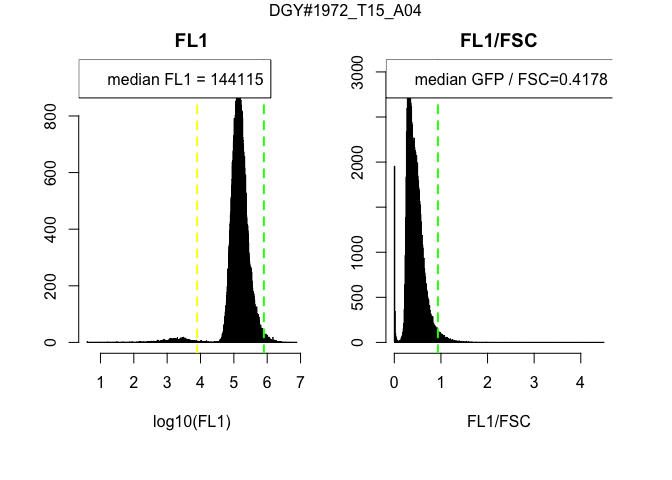 DGY#1972_T15_A04
FL1
median FL1 = 144115
0
200
400
600
800
1 2 3 4 5 6 7
log10(FL1)
FL1/FSC
median GFP / FSC=0.4178
0
500
1000
2000
3000
0 1 2 3 4
FL1/FSC